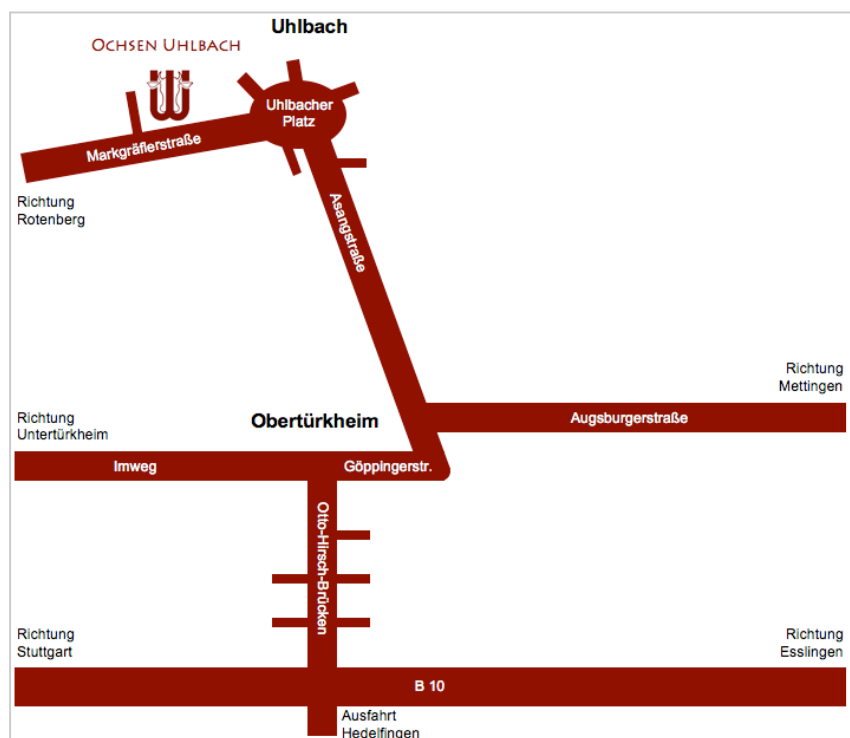 Uhlbach
OCHSEN UHLBACH
Uhlbacher
Platz
Markgräflerstraße
Richtung
Rotenberg
Asangstraße
Richtung
Mettingen
Richtung
Untertürkheim
Obertürkheim
Augsburgerstraße
Imweg
Göppingerstr.
Otto-Hirsch-Brücken
Richtung
Stuttgart
Richtung
Esslingen
B 10
Ausfahrt
Hedelfingen